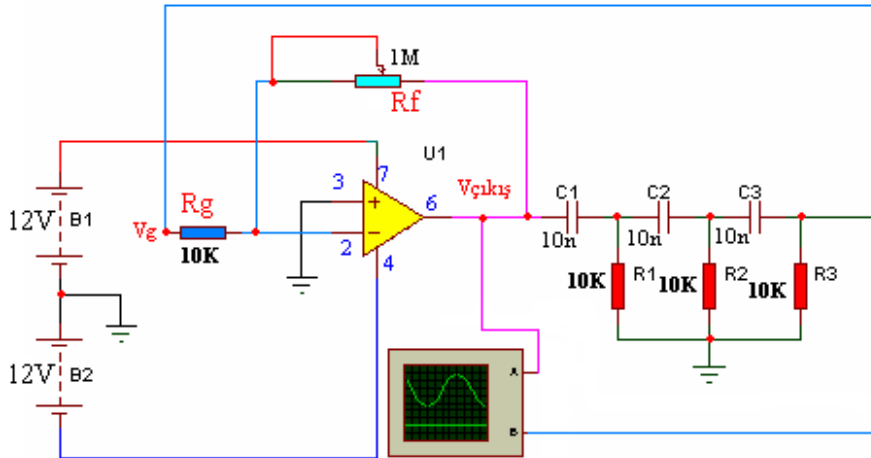 1M
Rf
U1
7
3
6
Vçıkış
C1
C2
C3
12V
B1
Vg
Rg
10K
2
4
10n
10n
10n
10K
R1
10K
R2
10K
R3
12V
B2
A
B